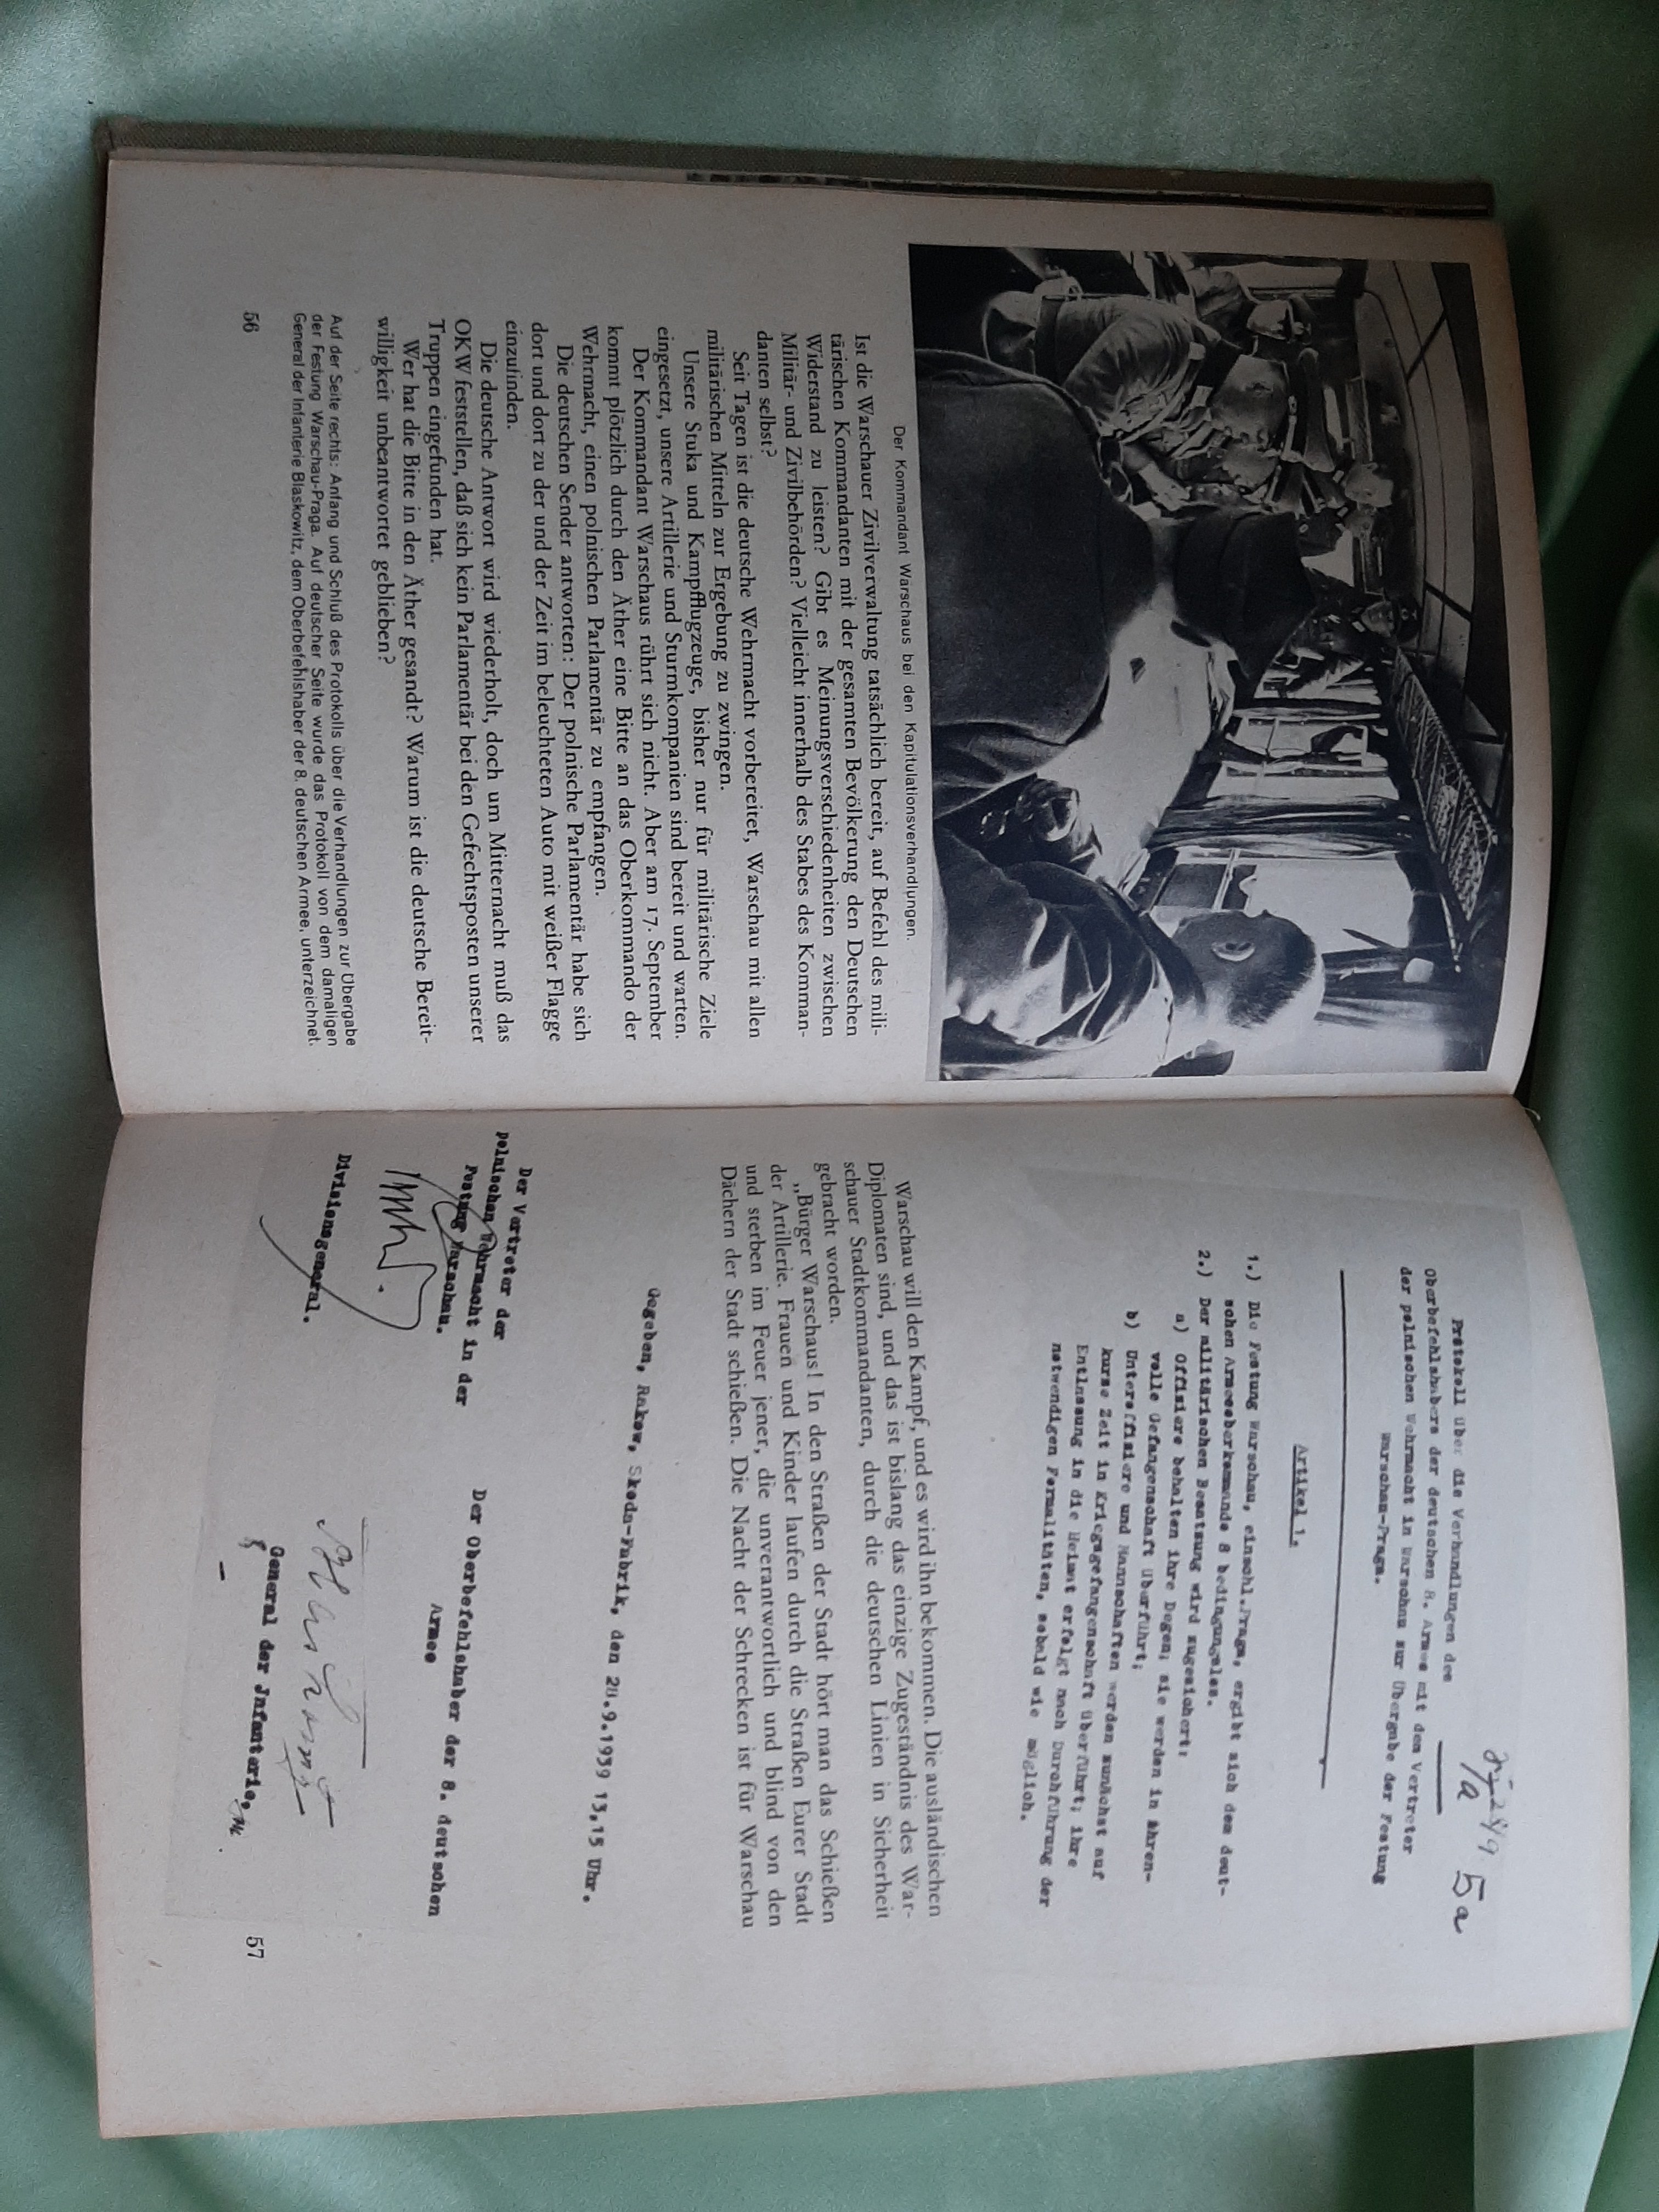 Der Kommandant Warschaus bei den Kapitulationsverhandlungen.
Ist die Warschauer Zivilverwaltung tatsächlich bereit, auf Befehl des mili-
tärischen Kommandanten mit der gesamten Bevölkerung den Deutschen
Widerstand zu leisten? Gibt es Meinungsverschiedenheiten zwischen
Militär- und Zivilbehörden? Vielleicht innerhalb des Stabes des Komman-
danten selbst?
Seit Tagen ist die deutsche Wehrmacht vorbereitet, Warschau mit allen
militärischen Mitteln zur Ergebung zu zwingen.
Unsere Stuka und Kampfflugzeuge, bisher nur für militärische Ziele
eingesetzt, unsere Artillerie und Sturmkompanien sind bereit und warten.
Der Kommandant Warschaus rührt sich nicht. Aber am 17. September
kommt plötzlich durch den Äther eine Bitte an das Oberkommando der
Wehrmacht, einen polnischen Parlamentär zu empfangen.
Die deutschen Sender antworten: Der polnische Parlamentär habe sich
dort und dort zu der und der Zeit im beleuchteten Auto mit weißer Flagge
einzufinden.
Die deutsche Antwort wird wiederholt, doch um Mitternacht muß das
OKW feststellen, daß sich kein Parlamentär bei den Gefechtsposten unserer
Truppen eingefunden hat.
Wer hat die Bitte in den Äther gesandt? Warum ist die deutsche Bereit-
willigkeit unbeantwortet geblieben?
Auf der Seite rechts: Anfang und Schluß des Protokolls über die Verhandlungen zur Übergabe
der Festung Warschau-Praga. Auf deutscher Seite wurde das Protokoll von dem damaligen
General der Infanterie Blaskowitz, dem Oberbefehlshaber der 8. deutschen Armee, unterzeichnet.
56
5a
Protokoll über die Verhandlungen des
Oberbefehlshabers der deutschen 8. Armee mit dem Vertreter
der polnischen Wehrmacht in Warschau zur Übergabe der Festung
Warschau-Praga.
Artikel 1.
1.) Die Festung Warschau, einschl. Praga, ergibt sich dem deut-
schen Armeeoberkommando 8 bedingungslos.
2.) Der militärischen Besatzung wird zugesichert:
a) Offiziere behalten ihre Degen; sie werden in ehren-
volle Gefangenschaft überführt;
b) Unteroffiziere und Mannschaften werden zunächst auf
kurze Zeit in Kriegsgefangenschaft überführt; ihre
Entlassung in die Heimat erfolgt nach Durchführung der
notwendigen Formalitäten, sobald wie möglich.
Warschau will den Kampf, und es wird ihn bekommen. Die ausländischen
Diplomaten sind, und das ist bislang das einzige Zugeständnis des War-
schauer Stadtkommandanten, durch die deutschen Linien in Sicherheit
gebracht worden.
„Bürger Warschaus! In den Straßen der Stadt hört man das Schießen
der Artillerie. Frauen und Kinder laufen durch die Straßen Eurer Stadt
und sterben im Feuer jener, die unverantwortlich und blind von den
Dächern der Stadt schießen. Die Nacht der Schrecken ist für Warschau
Gegeben, Rakow, Skoda-Fabrik, den 28.9.1939 13,15 Uhr.
Der Vertreter der
polnischen Wehrmacht in der
Festung Warschau.
Divisionsgeneral.
Der Oberbefehlshaber der 8. deutschen
Armee
General der Jnfanterie.
57